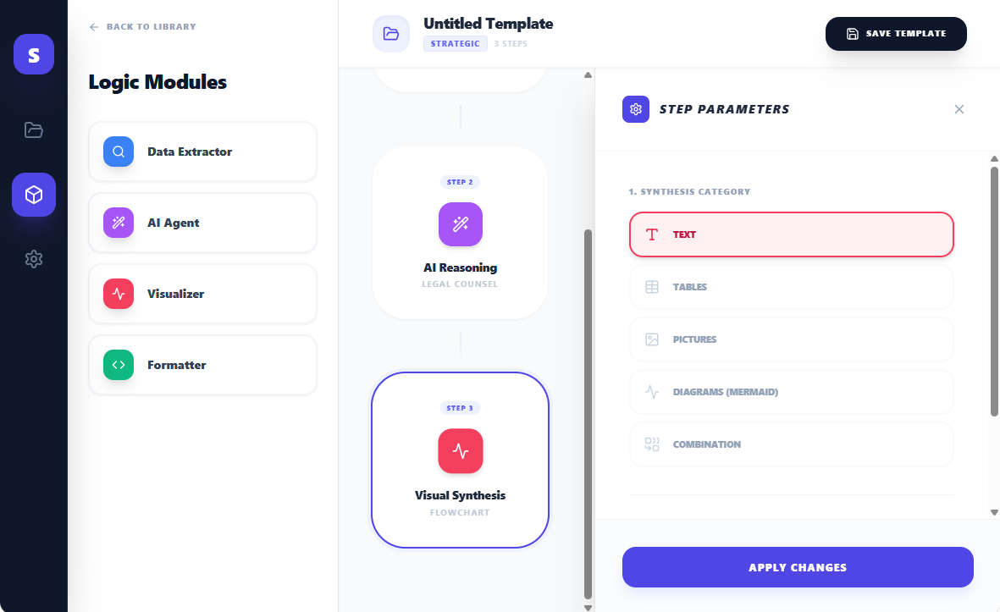 S
BACK TO LIBRARY
Logic Modules
Data Extractor
AI Agent
Visualizer
Formatter
Untitled Template
STRATEGIC 3 STEPS
SAVE TEMPLATE
STEP 2
AI Reasoning
LEGAL COUNSEL
STEP 3
Visual Synthesis
FLOWCHART
STEP PARAMETERS
1. SYNTHESIS CATEGORY
TEXT
TABLES
PICTURES
DIAGRAMS (MERMAID)
COMBINATION
APPLY CHANGES